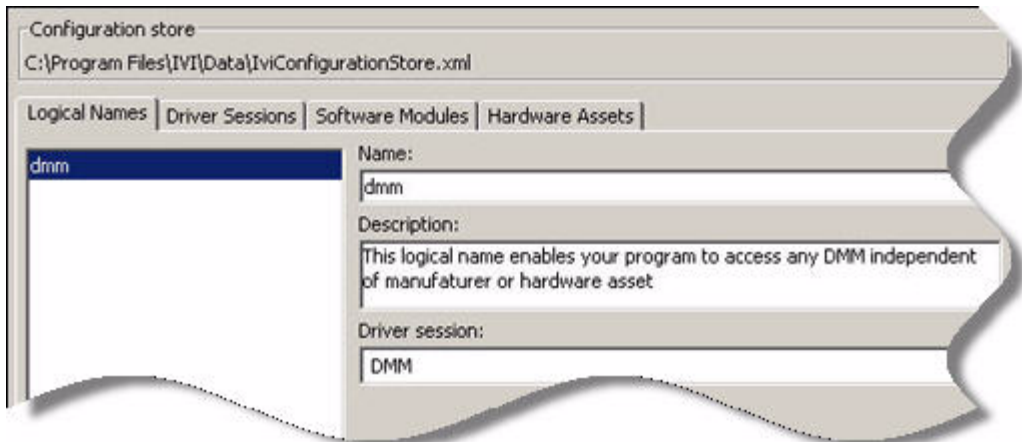 Configuration store
C:\Program Files\IVI\Data\IviConfigurationStore.xml
Logical Names Driver Sessions Software Modules Hardware Assets
dmm
Name:
dmm
Description:
This logical name enables your program to access any DMM independent
of manufaturer or hardware asset
Driver session:
DMM